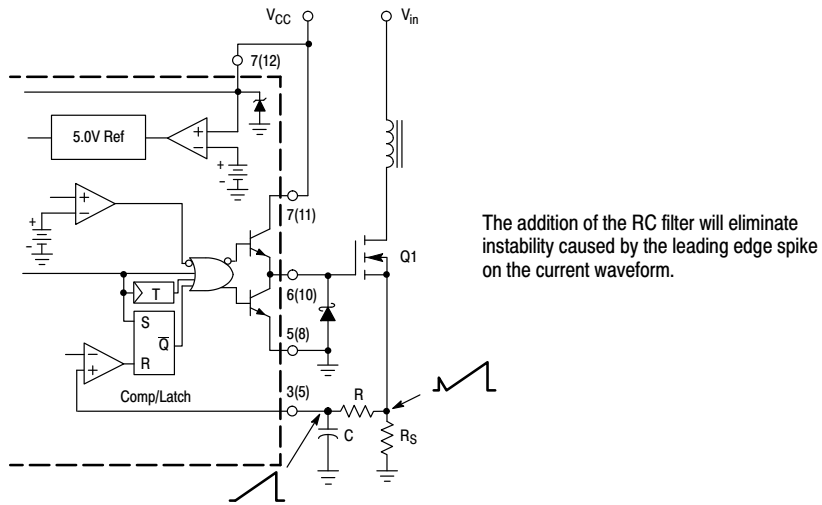 VCC
Vin
7(12)
5.0V Ref
+
-
+
-
+
-
+
-
7(11)
The addition of the RC filter will eliminate
instability caused by the leading edge spike
on the current waveform.
Q1
T
6(10)
S
Q̅
R
5(8)
-
+
Comp/Latch
3(5)
R
C
RS